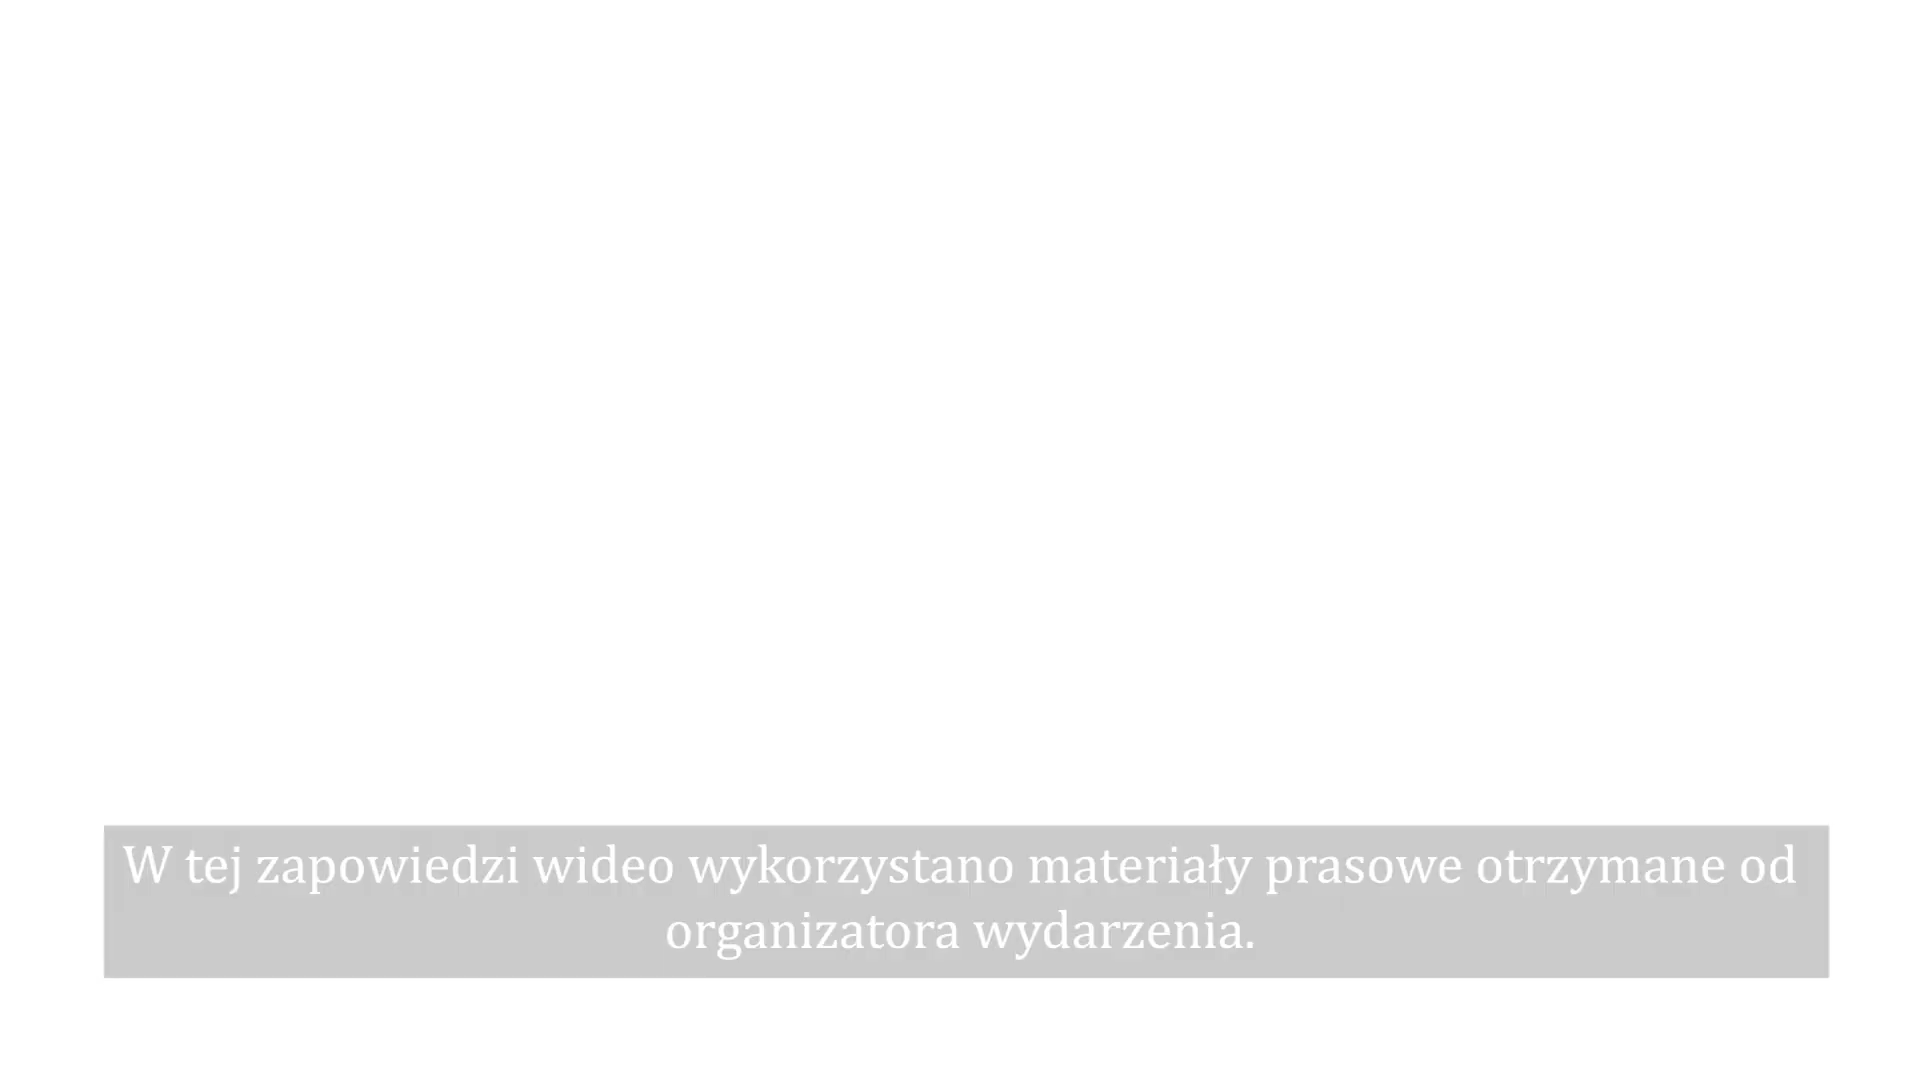 W tej zapowiedzi wideo wykorzystano materiały prasowe otrzymane od
organizatora wydarzenia.